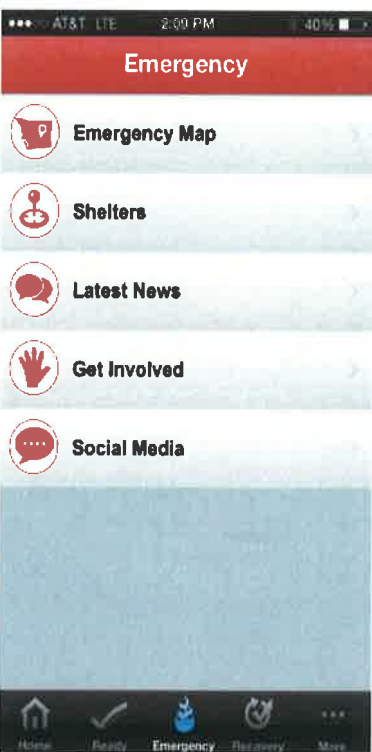 AT&T LTE 2:09 PM 40%
Emergency
Emergency Map
Shelters
Latest News
Get Involved
Social Media
Home Ready Emergency Recovery More